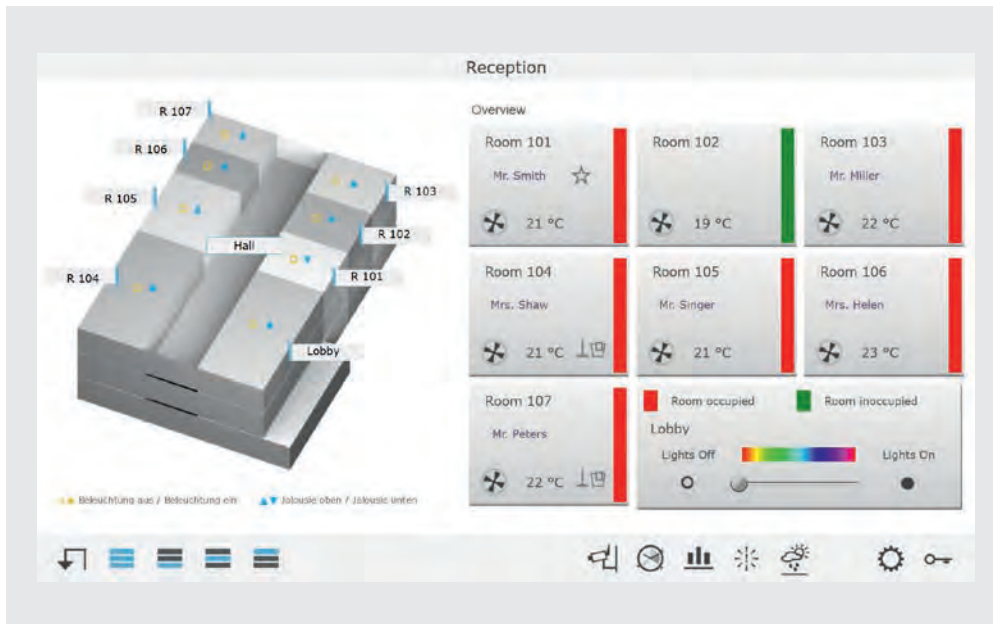 Reception
R 107
R 106
R 105
R 103
R 102
Hall
R 104
R 101
Lobby
Beleuchtung aus / Beleuchtung ein
Jalousie oben / Jalousie unten
Overview
Room 101
Mr. Smith
21 °C
Room 102
19 °C
Room 103
Mr. Miller
22 °C
Room 104
Mrs. Shaw
21 °C
Room 105
Mr. Singer
21 °C
Room 106
Mrs. Helen
23 °C
Room 107
Mr. Peters
22 °C
Room occupied
Room inoccupied
Lobby
Lights Off
Lights On